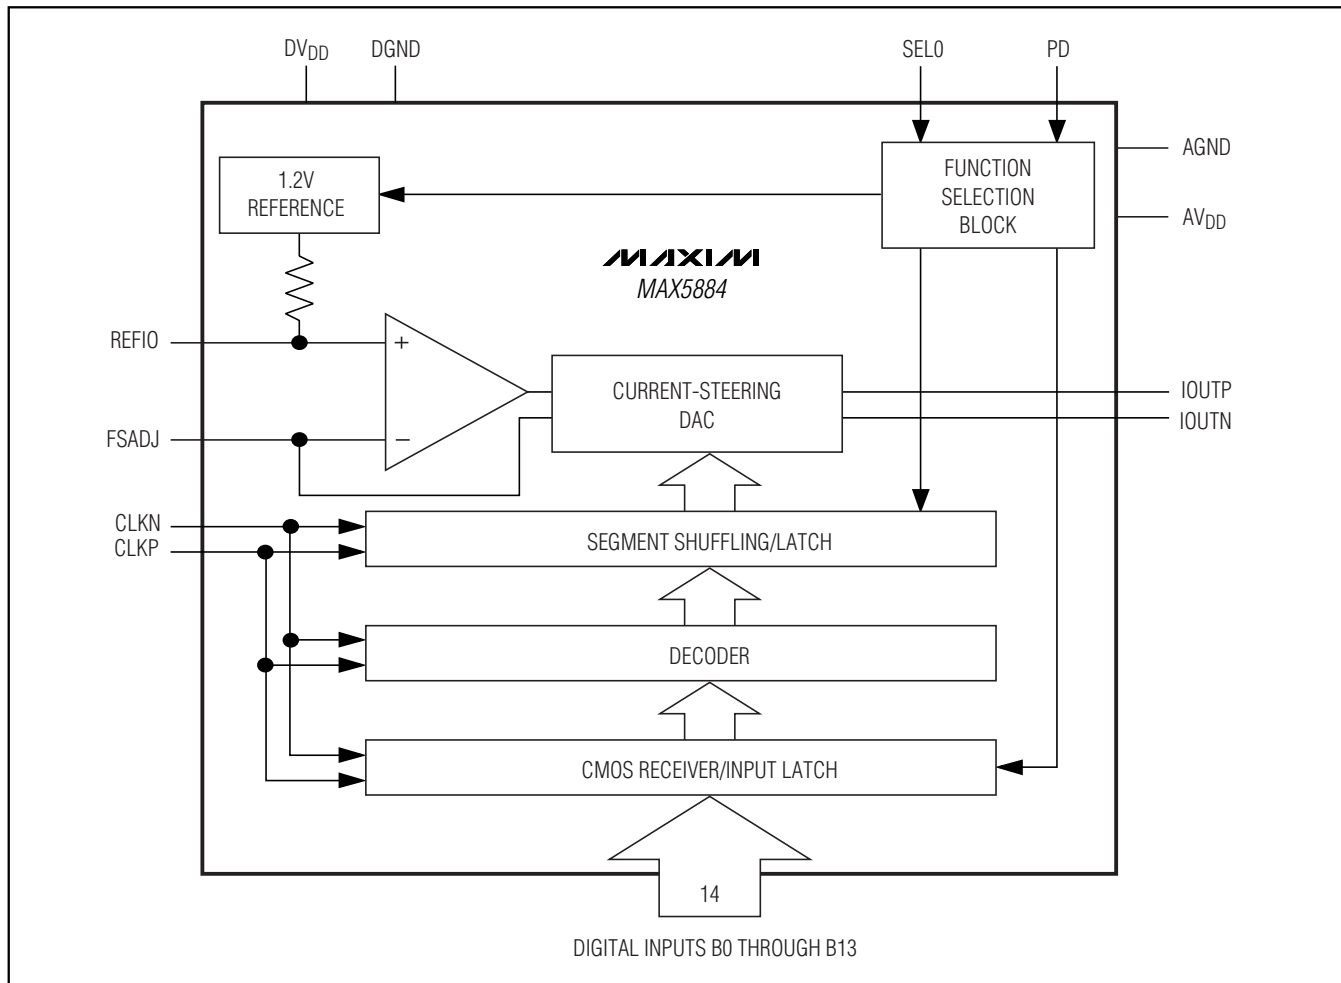 DVDD DGND SEL0 PD
AGND
AVDD
1.2V
REFERENCE
FUNCTION
SELECTION
BLOCK
MAXIM
MAX5884
REFIO
+
FSADJ
−
CURRENT-STEERING
DAC
IOUTP
IOUTN
CLKN
CLKP
SEGMENT SHUFFLING/LATCH
DECODER
CMOS RECEIVER/INPUT LATCH
14
DIGITAL INPUTS B0 THROUGH B13